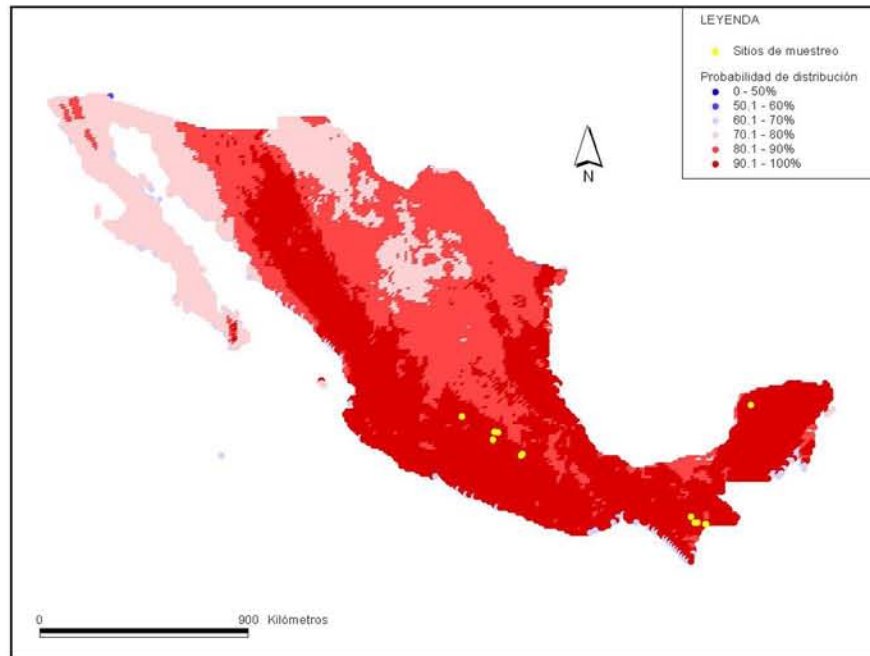 LEYENDA
Sitios de muestreo
Probabilidad de distribución
0 - 50%
50.1 - 60%
60.1 - 70%
70.1 - 80%
80.1 - 90%
90.1 - 100%
N
0 900 Kilómetros